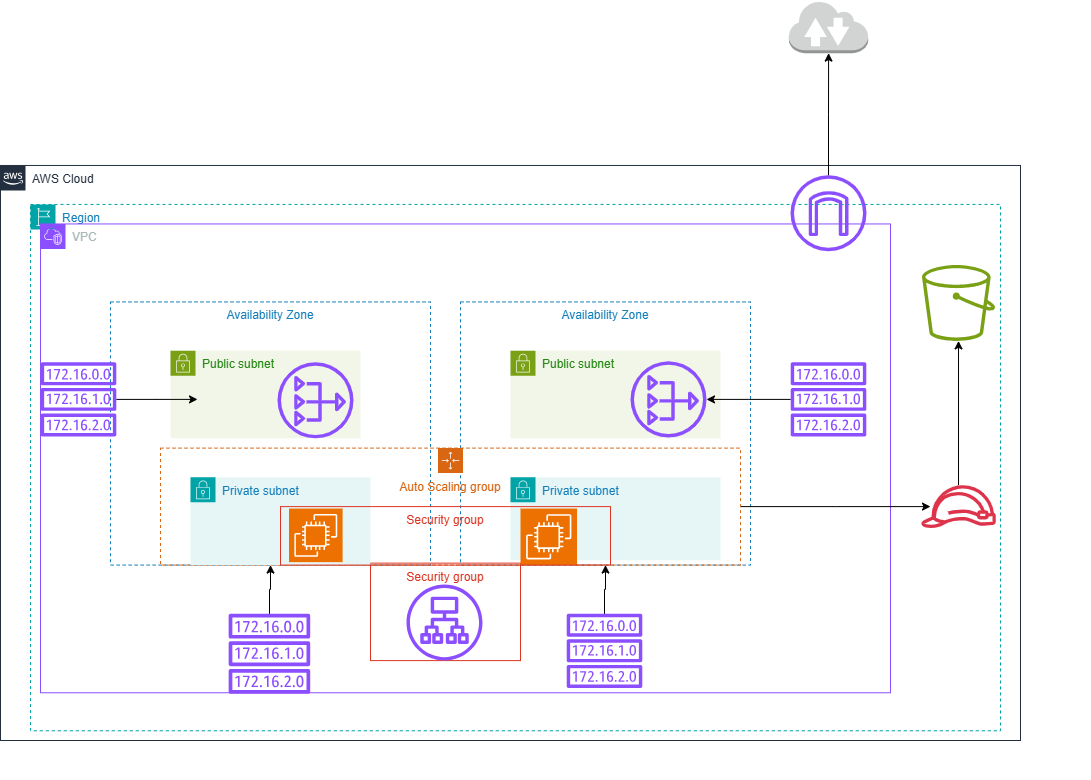 aws
AWS Cloud
Region
VPC
Availability Zone
Availability Zone
Public subnet
Public subnet
172.16.0.0
172.16.1.0
172.16.2.0
172.16.0.0
172.16.1.0
172.16.2.0
Auto Scaling group
Private subnet
Private subnet
Security group
Security group
172.16.0.0
172.16.1.0
172.16.2.0
172.16.0.0
172.16.1.0
172.16.2.0